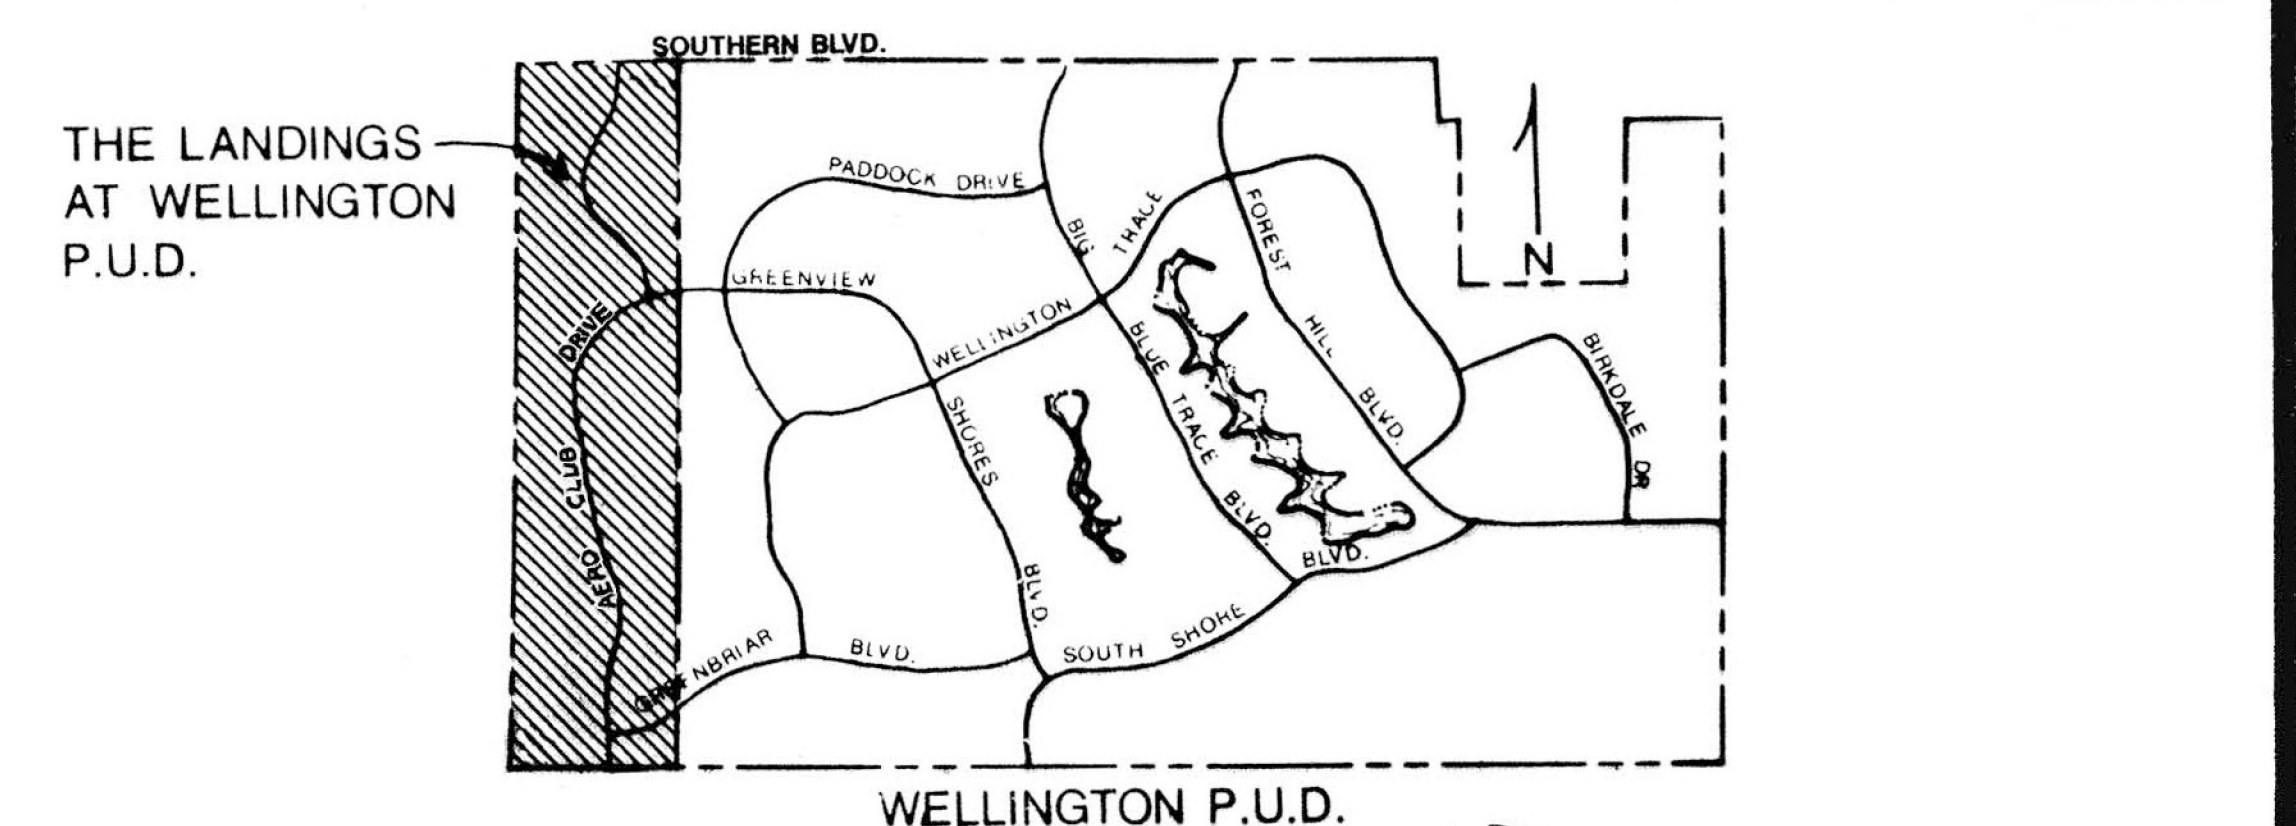 SOUTHERN BLVD.
THE LANDINGS
AT WELLINGTON
P.U.D.
PADDOCK DRIVE
BIG
TRACE
FOREST
HILL
BLVD.
N
GREENVIEW
WELLINGTON
DRIVE
BLUE
TRACE
BLVD.
BIRKDALE DR
SHORES
BLVD.
AERO CLUB
BLVD.
GREENBRIAR BLVD.
SOUTH SHORE
WELLINGTON P.U.D.